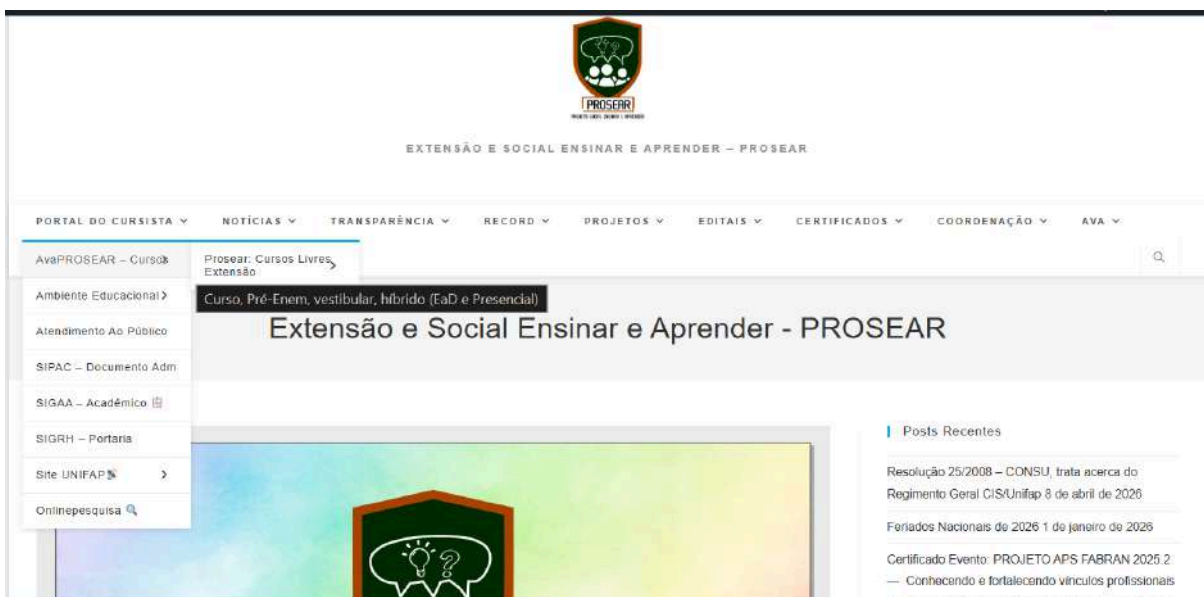 PROSEAR
PROJETO SOCIAL ENSINAR E APRENDER
EXTENSÃO E SOCIAL ENSINAR E APRENDER – PROSEAR
PORTAL DO CURSISTA NOTÍCIAS TRANSPARÊNCIA RECORD PROJETOS EDITAIS CERTIFICADOS COORDENAÇÃO AVA
AvaPROSEAR – Cursos
Prosear: Cursos Livres,
Extensão
Ambiente Educacional
Curso, Pré-Enem, vestibular, híbrido (EaD e Presencial)
Atendimento Ao Público
SIPAC – Documento Adm
SIGAA – Acadêmico
SIGRH – Portaria
Site UNIFAP
Onlinepesquisa
Extensão e Social Ensinar e Aprender - PROSEAR
Posts Recentes
Resolução 25/2008 – CONSU, trata acerca do
Regimento Geral CIS/Unifap 8 de abril de 2026
Feriados Nacionais de 2026 1 de janeiro de 2026
Certificado Evento: PROJETO APS FABRAN 2025.2
— Conhecendo e fortalecendo vínculos profissionais